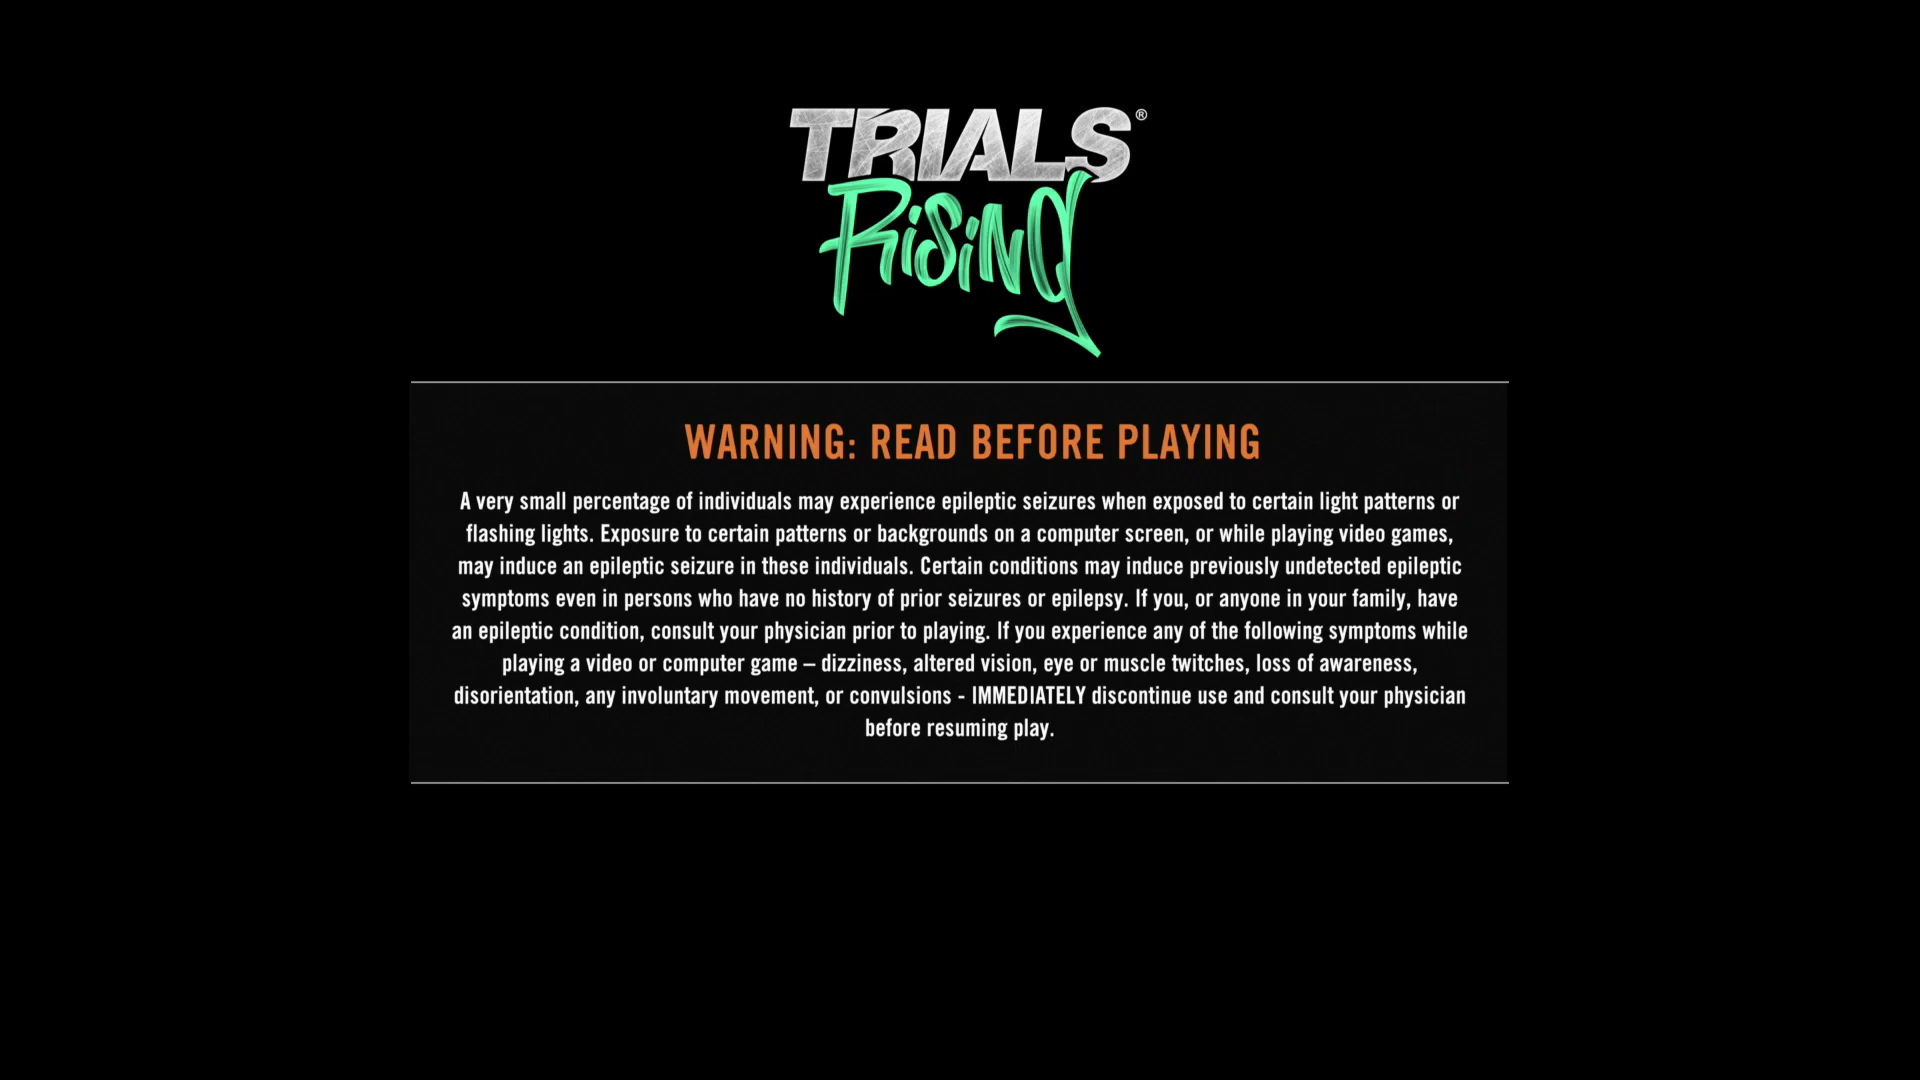 TRIALS®
Rising
WARNING: READ BEFORE PLAYING
A very small percentage of individuals may experience epileptic seizures when exposed to certain light patterns or
flashing lights. Exposure to certain patterns or backgrounds on a computer screen, or while playing video games,
may induce an epileptic seizure in these individuals. Certain conditions may induce previously undetected epileptic
symptoms even in persons who have no history of prior seizures or epilepsy. If you, or anyone in your family, have
an epileptic condition, consult your physician prior to playing. If you experience any of the following symptoms while
playing a video or computer game – dizziness, altered vision, eye or muscle twitches, loss of awareness,
disorientation, any involuntary movement, or convulsions - IMMEDIATELY discontinue use and consult your physician
before resuming play.